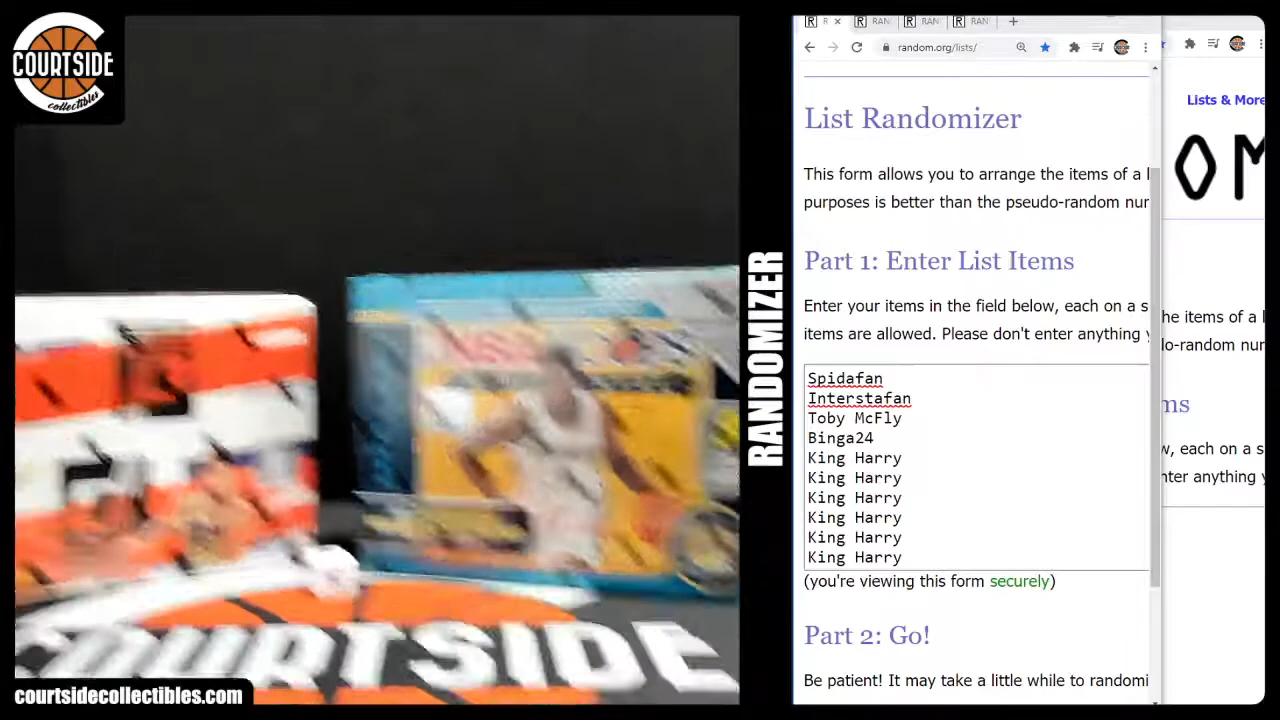 COURTSIDE
collectibles
COURTSIDE
courtsidecollectibles.com
RANDOMIZER
R
RAN
RAN
RAN
random.org/lists/
List Randomizer
This form allows you to arrange the items of a l
purposes is better than the pseudo-random nur
Part 1: Enter List Items
Enter your items in the field below, each on a s
items are allowed. Please don't enter anything y
Spidafan
Interstafan
Toby McFly
Binga24
King Harry
King Harry
King Harry
King Harry
King Harry
King Harry
(you're viewing this form securely)
Part 2: Go!
Be patient! It may take a little while to randomi
Lists & More
OM
he items of a l
do-random nur
ms
w, each on a s
nter anything y